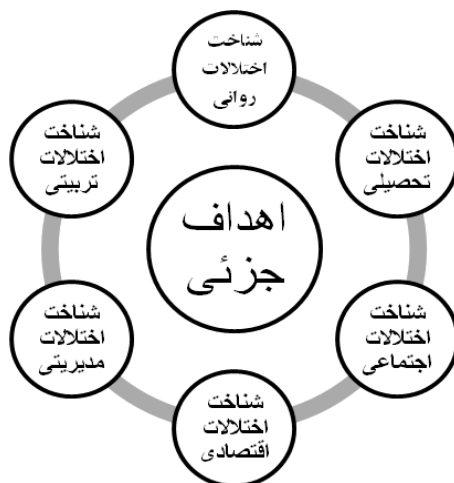 شناخت
اختلالات
روانی
شناخت
اختلالات
تحصیلی
شناخت
اختلالات
تربیتی
اهداف
جزئی
شناخت
اختلالات
اجتماعی
شناخت
اختلالات
مدیریتی
شناخت
اختلالات
اقتصادی